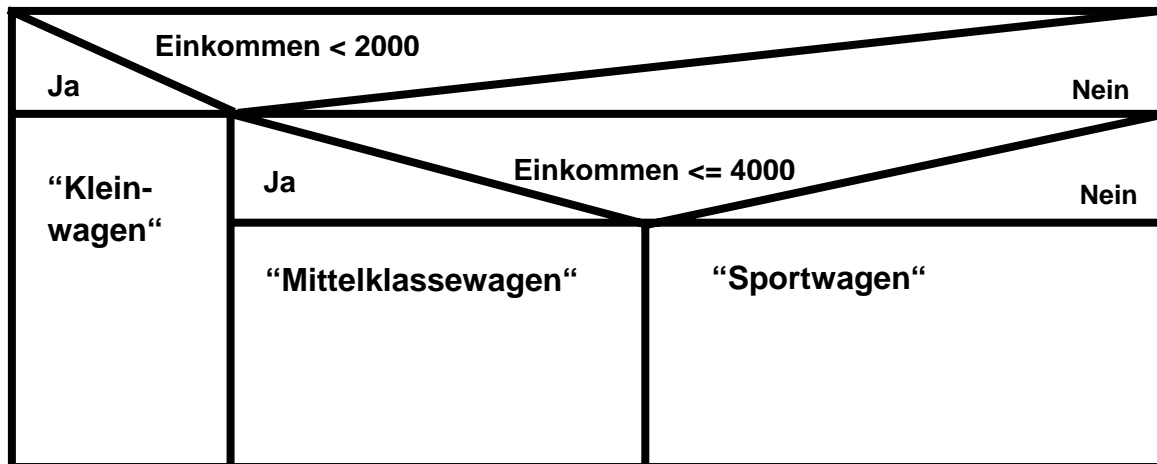 Einkommen < 2000
Ja
Nein
Einkommen <= 4000
Ja
Nein
“Klein-
wagen“
“Mittelklassewagen“
“Sportwagen“